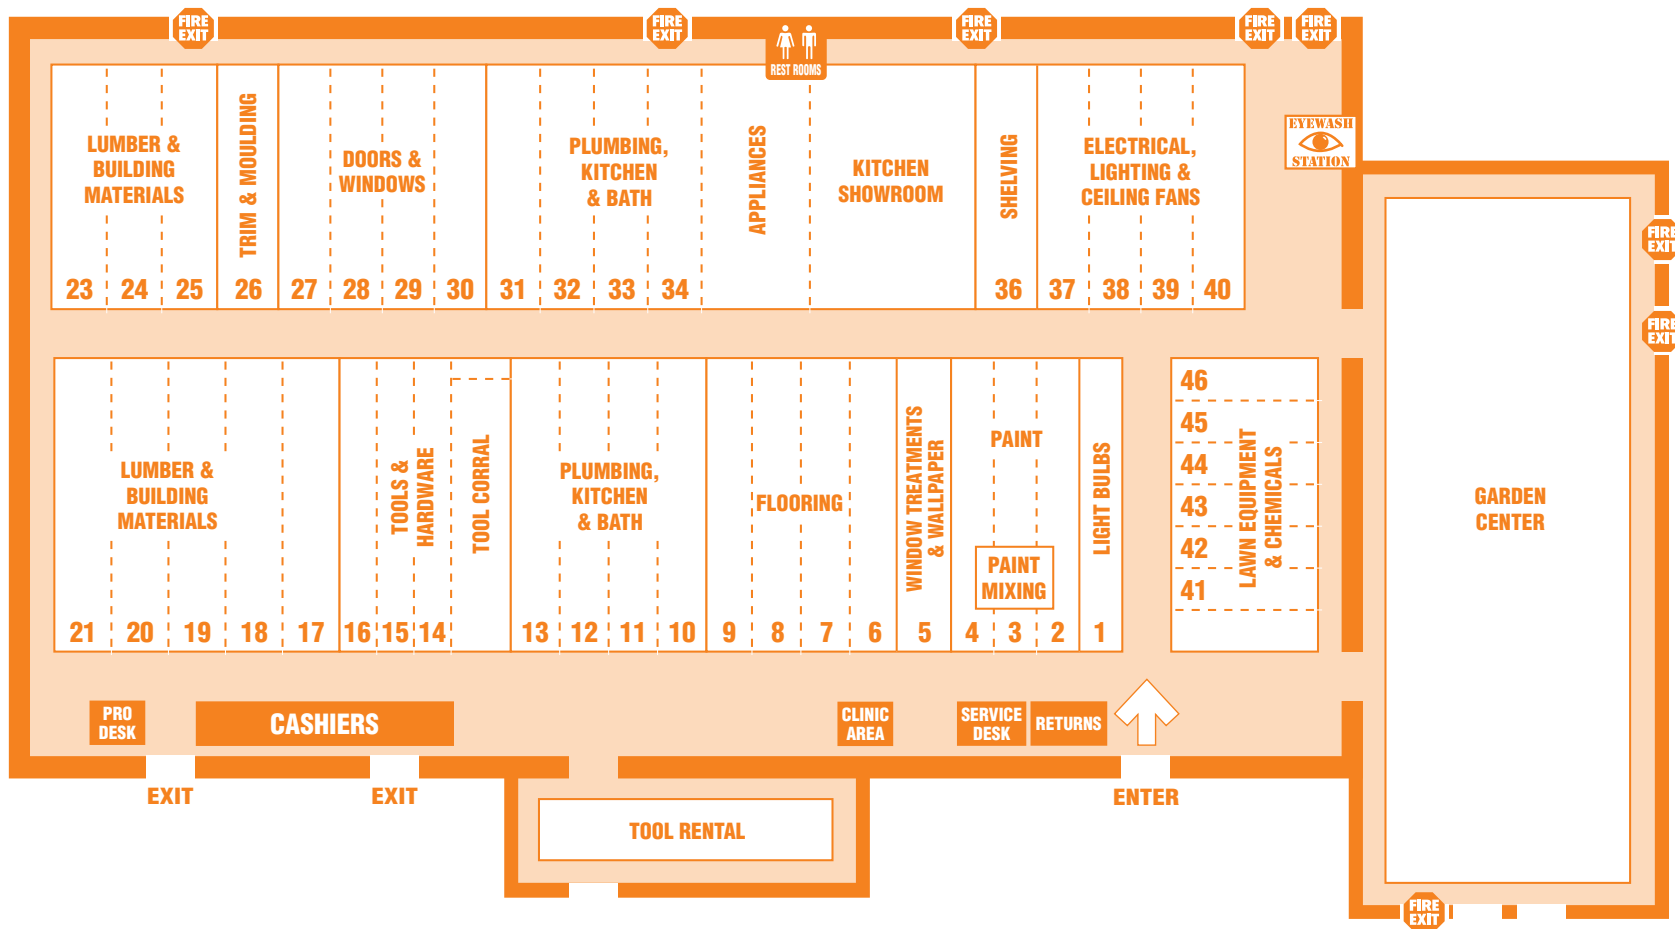 FIRE
EXIT
FIRE
EXIT
FIRE
EXIT
FIRE
EXIT
FIRE
EXIT
REST ROOMS
LUMBER &
BUILDING
MATERIALS
TRIM & MOULDING
DOORS &
WINDOWS
PLUMBING,
KITCHEN
& BATH
APPLIANCES
KITCHEN
SHOWROOM
SHELVING
ELECTRICAL,
LIGHTING &
CEILING FANS
EYEWASH
STATION
23 24 25 26 27 28 29 30 31 32 33 34 36 37 38 39 40
FIRE
EXIT
FIRE
EXIT
LUMBER &
BUILDING
MATERIALS
TOOLS &
HARDWARE
TOOL CORRAL
PLUMBING,
KITCHEN
& BATH
FLOORING
WINDOW TREATMENTS
& WALLPAPER
PAINT
PAINT
MIXING
LIGHT BULBS
46
45
44
43
42
41
LAWN EQUIPMENT
& CHEMICALS
GARDEN
CENTER
21 20 19 18 17 16 15 14 13 12 11 10 9 8 7 6 5 4 3 2 1
PRO
DESK
CASHIERS
CLINIC
AREA
SERVICE
DESK
RETURNS
EXIT
EXIT
ENTER
TOOL RENTAL
FIRE
EXIT